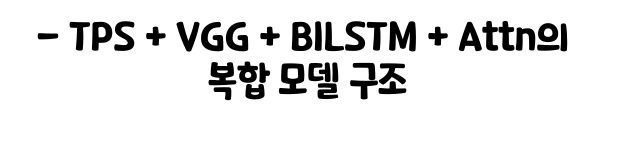 - TPS + VGG + BILSTM + Attn의
복합 모델 구조